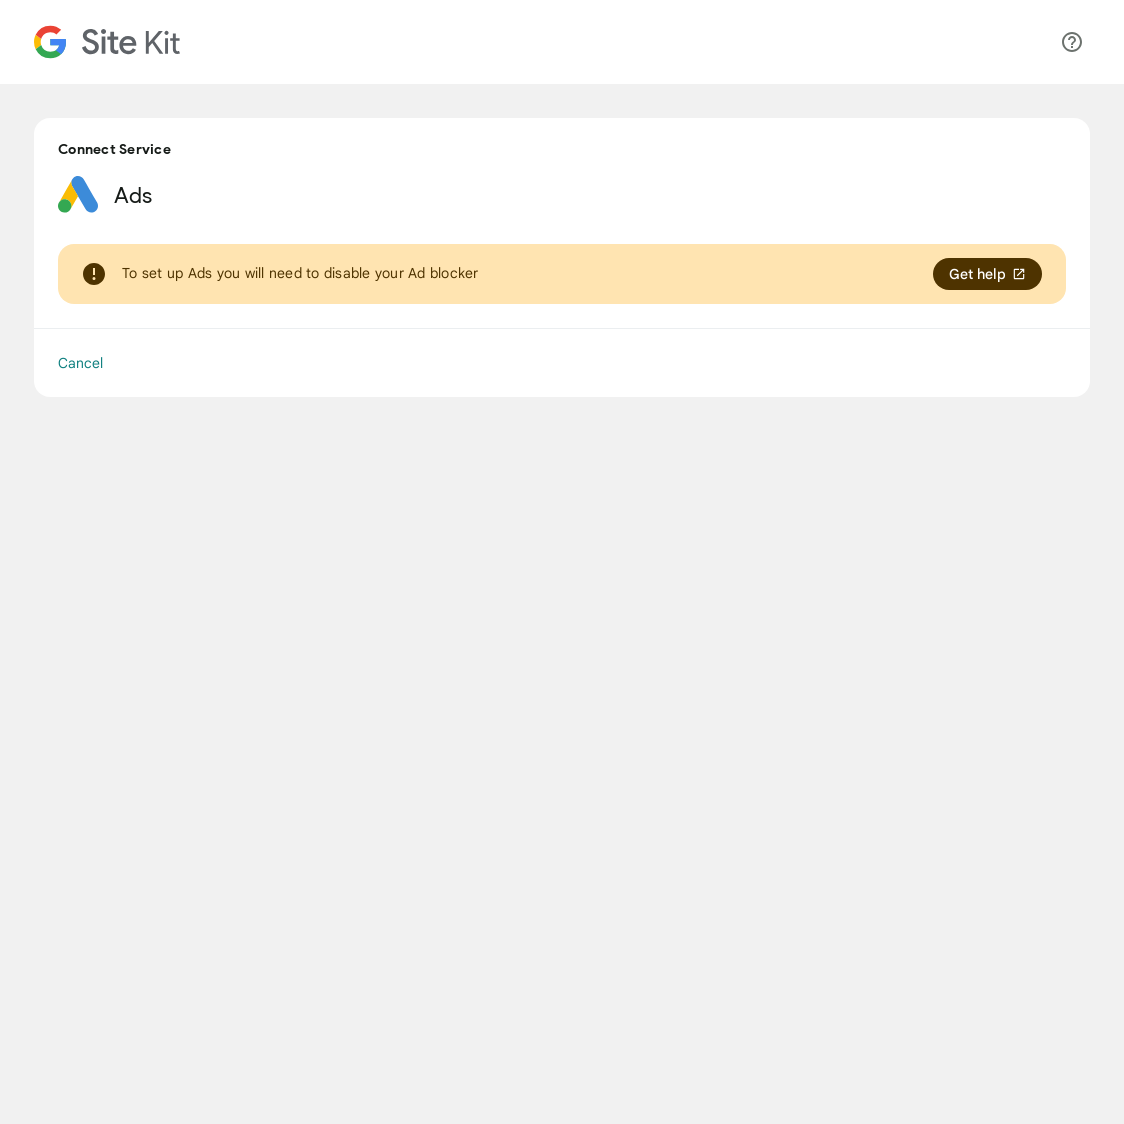 Site Kit
Connect Service
Ads
To set up Ads you will need to disable your Ad blocker
Get help
Cancel